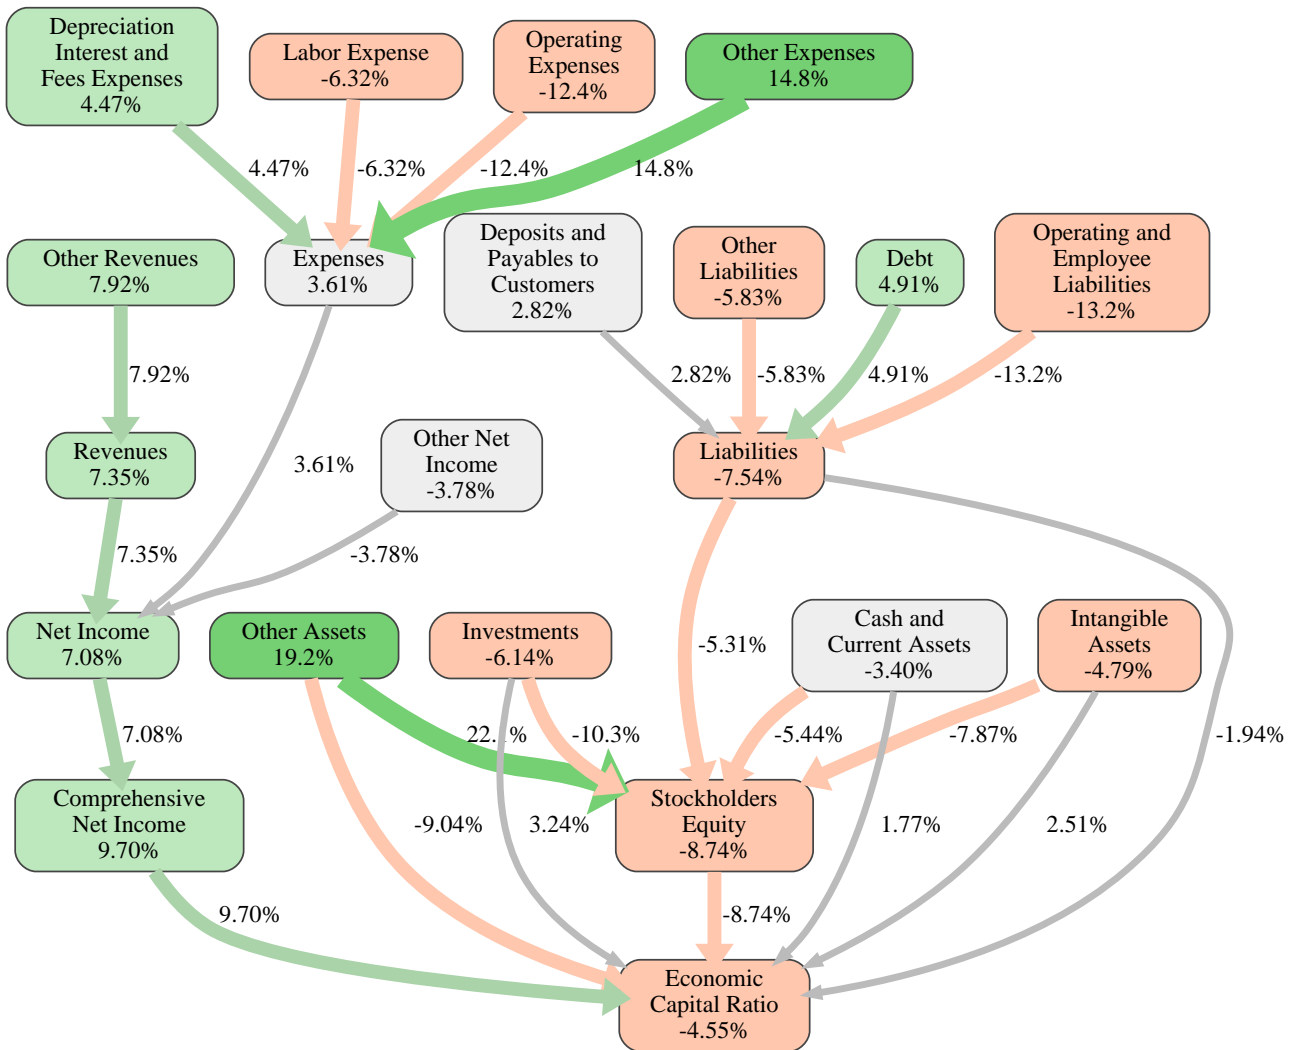 Depreciation
Interest and
Fees Expenses
4.47%
Labor Expense
-6.32%
Operating
Expenses
-12.4%
Other Expenses
14.8%
4.47%
-6.32%
-12.4%
14.8%
Other Revenues
7.92%
Expenses
3.61%
Deposits and
Payables to
Customers
2.82%
Other
Liabilities
-5.83%
Debt
4.91%
Operating and
Employee
Liabilities
-13.2%
7.92%
2.82%
-5.83%
4.91%
-13.2%
Revenues
7.35%
3.61%
Other Net
Income
-3.78%
Liabilities
-7.54%
7.35%
-3.78%
Net Income
7.08%
Other Assets
19.2%
Investments
-6.14%
-5.31%
Cash and
Current Assets
-3.40%
Intangible
Assets
-4.79%
7.08%
22.1%
-10.3%
-5.44%
-7.87%
-1.94%
Comprehensive
Net Income
9.70%
-9.04%
3.24%
Stockholders
Equity
-8.74%
1.77%
2.51%
9.70%
-8.74%
Economic
Capital Ratio
-4.55%